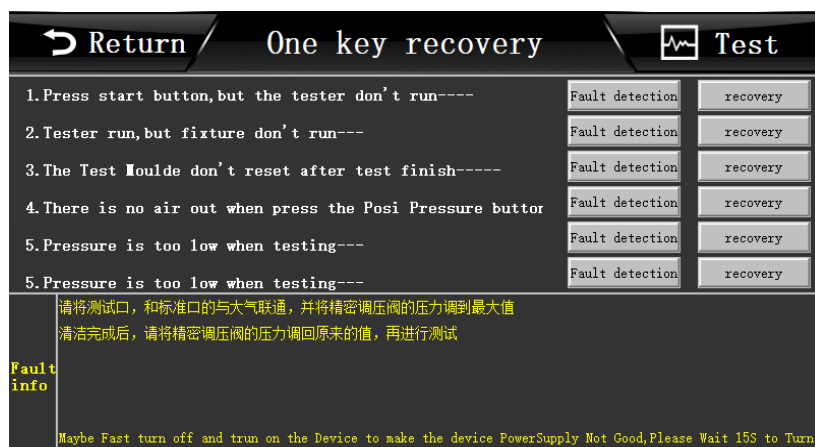 Return One key recovery Test
1. Press start button, but the tester don't run---- Fault detection recovery
2. Tester run, but fixture don't run--- Fault detection recovery
3. The Test Moulde don't reset after test finish----- Fault detection recovery
4. There is no air out when press the Posi Pressure buttor Fault detection recovery
5. Pressure is too low when testing--- Fault detection recovery
5. Pressure is too low when testing--- Fault detection recovery
请将测试口，和标准口的与大气联通，并将精密调压阀的压力调到最大值
清洁完成后，请将精密调压阀的压力调回原来的值，再进行测试
Fault
info
Maybe Fast turn off and trun on the Device to make the device PowerSupply Not Good,Please Wait 15S to Turn